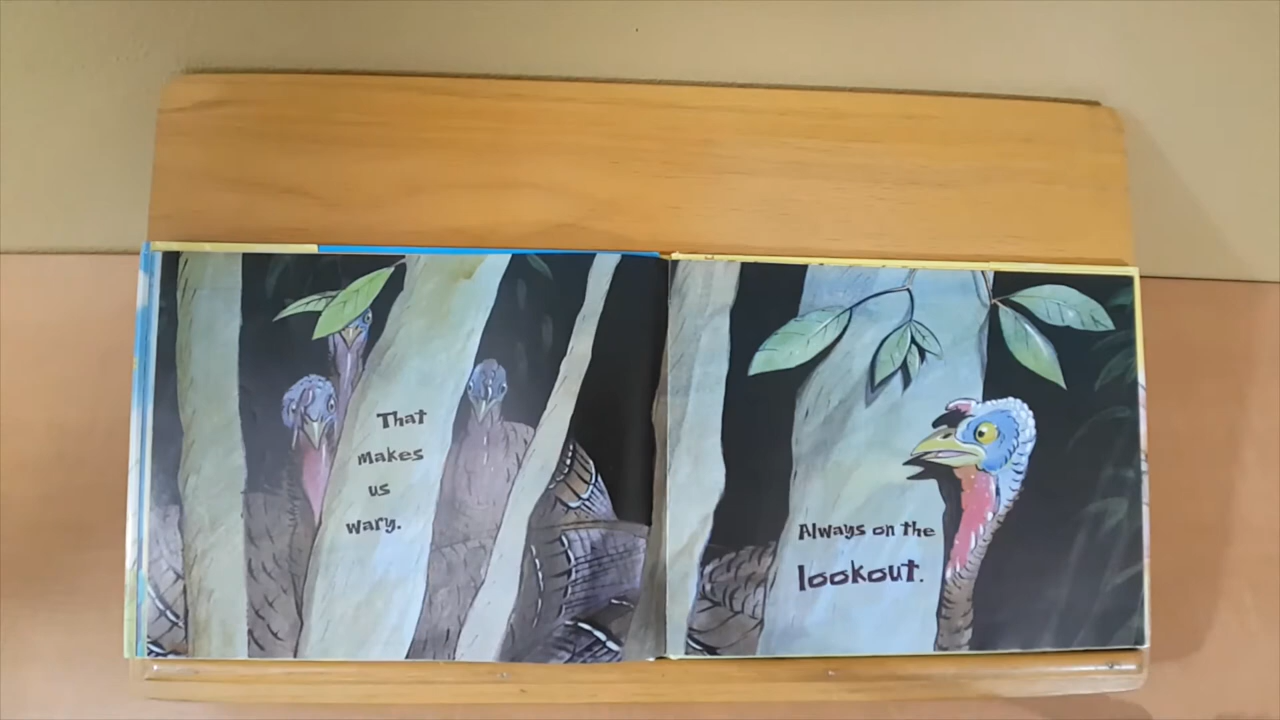 That
makes
us
wary.
Always on the
lookout.